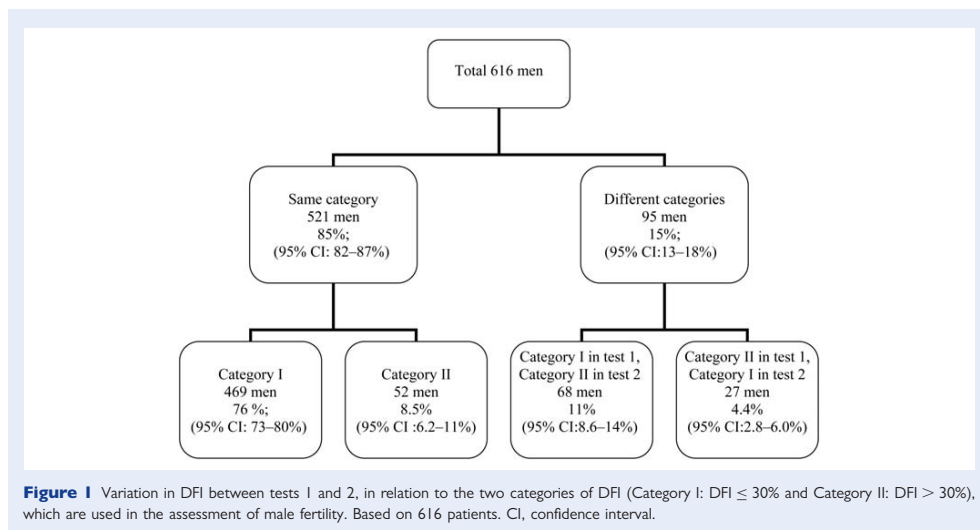 Total 616 men
Same category
521 men
85%;
(95% CI: 82–87%)
Different categories
95 men
15%;
(95% CI:13–18%)
Category I
469 men
76 %;
(95% CI: 73–80%)
Category II
52 men
8.5%
(95% CI :6.2–11%)
Category I in test 1,
Category II in test 2
68 men
11%
(95% CI:8.6–14%)
Category II in test 1,
Category I in test 2
27 men
4.4%
(95% CI:2.8–6.0%)
Figure 1 Variation in DFI between tests 1 and 2, in relation to the two categories of DFI (Category I: DFI ≤ 30% and Category II: DFI > 30%),
which are used in the assessment of male fertility. Based on 616 patients. CI, confidence interval.